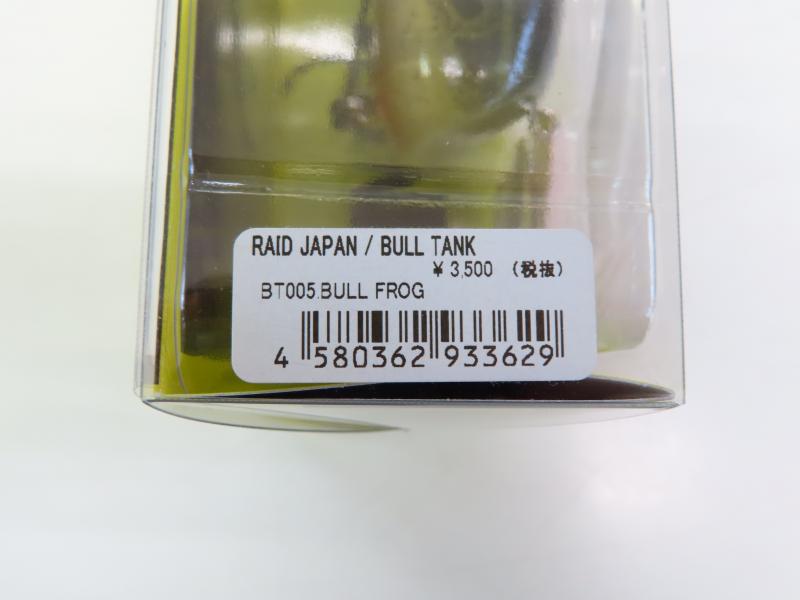 RAID JAPAN / BULL TANK
¥ 3,500 (税抜)
BT005.BULL FROG
4 580362 933629